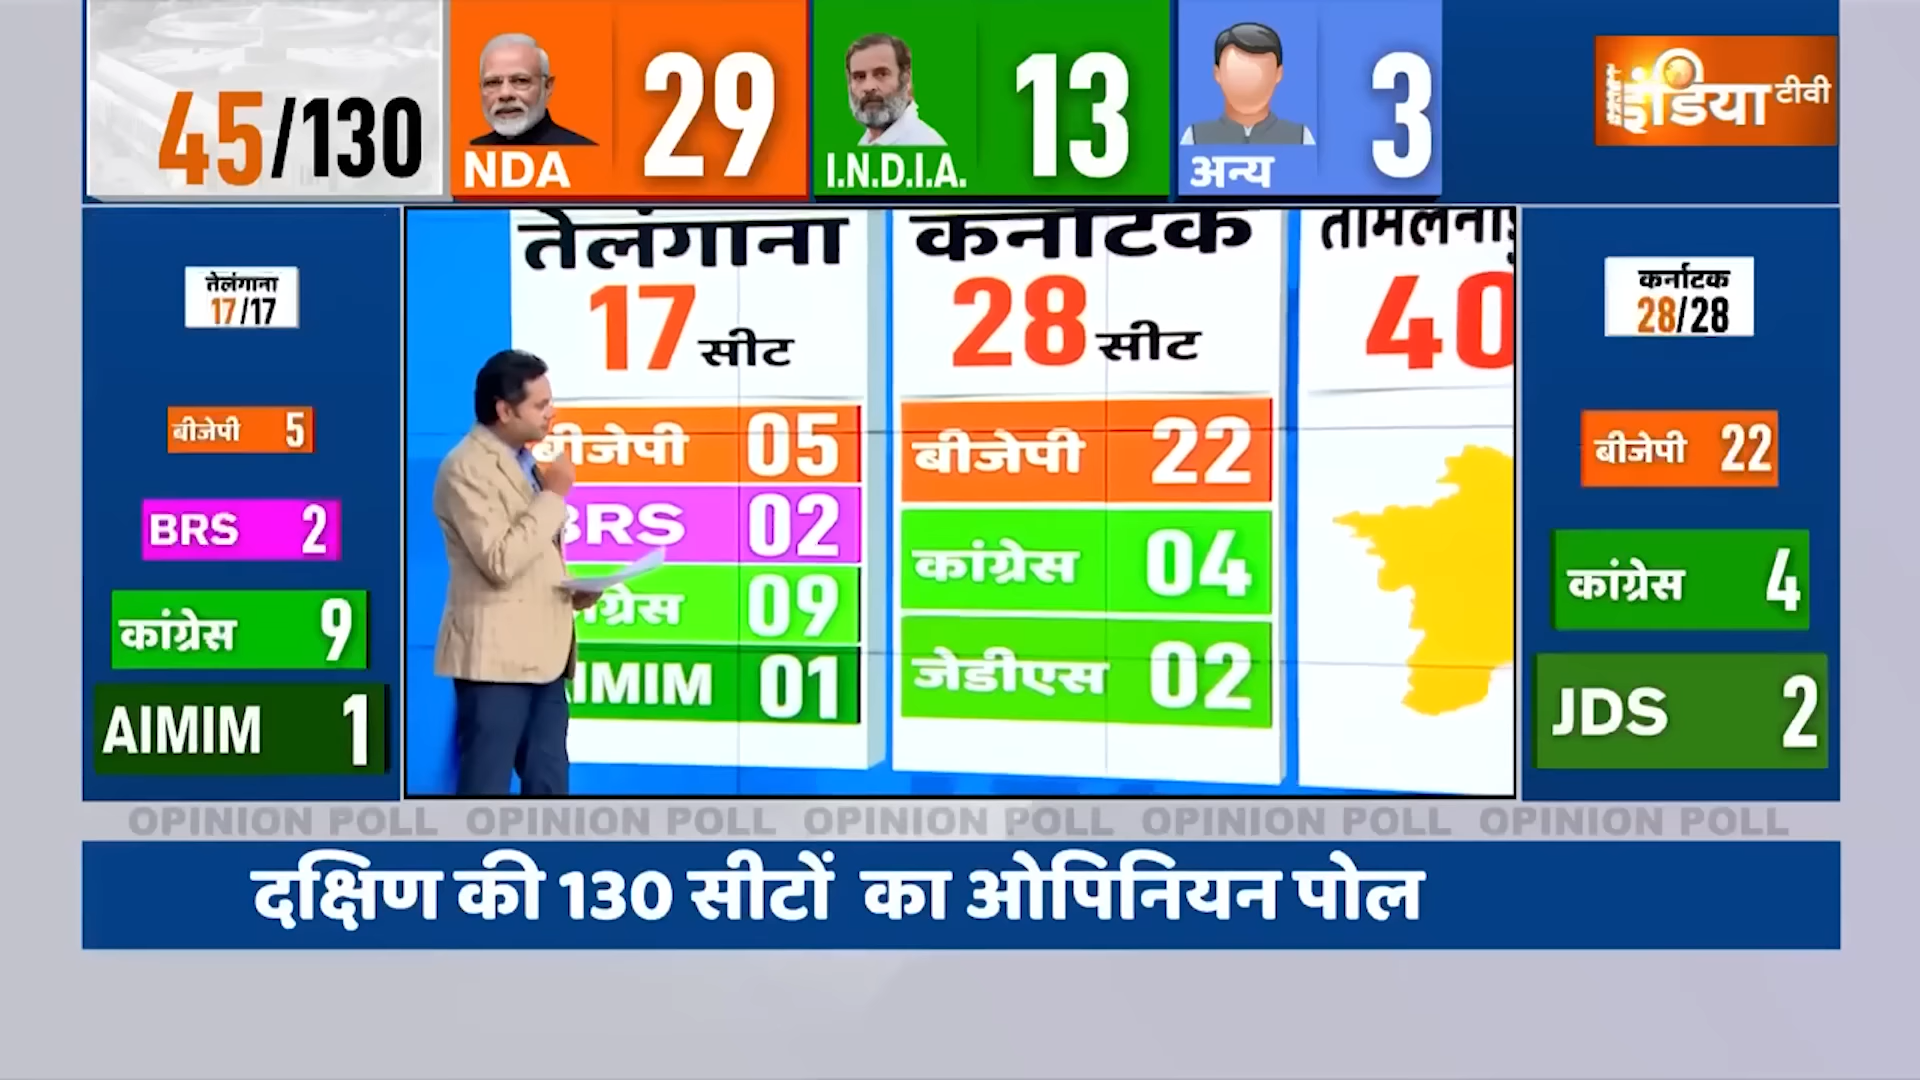 45/130
NDA 29
I.N.D.I.A. 13
अन्य 3
इंडिया टीवी
तेलंगाना
17/17
बीजेपी 5
BRS 2
कांग्रेस 9
AIMIM 1
तेलंगाना
17 सीट
बीजेपी 05
BRS 02
09
AIMIM 01
कर्नाटक
28 सीट
बीजेपी 22
कांग्रेस 04
जेडीएस 02
40
कर्नाटक
28/28
बीजेपी 22
कांग्रेस 4
JDS 2
OPINION POLL OPINION POLL OPINION POLL OPINION POLL OPINION POLL
दक्षिण की 130 सीटों का ओपिनियन पोल